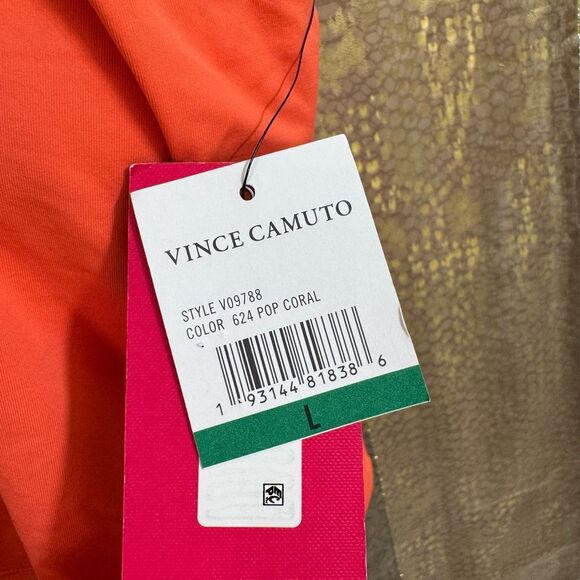 VINCE CAMUTO
STYLE V09788
COLOR 624 POP CORAL
1 93144 81838 6
L